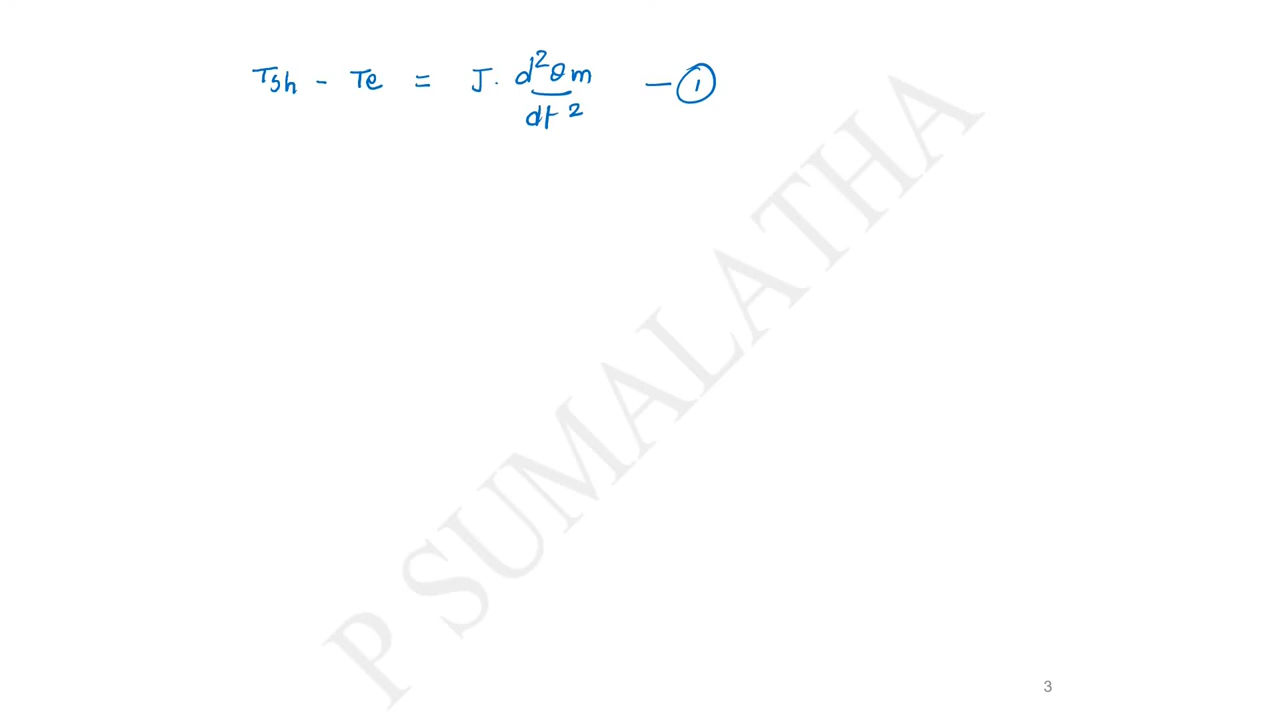 Tsh - Te = J. d²θm/dt² — ①
P SUMALATHA
3